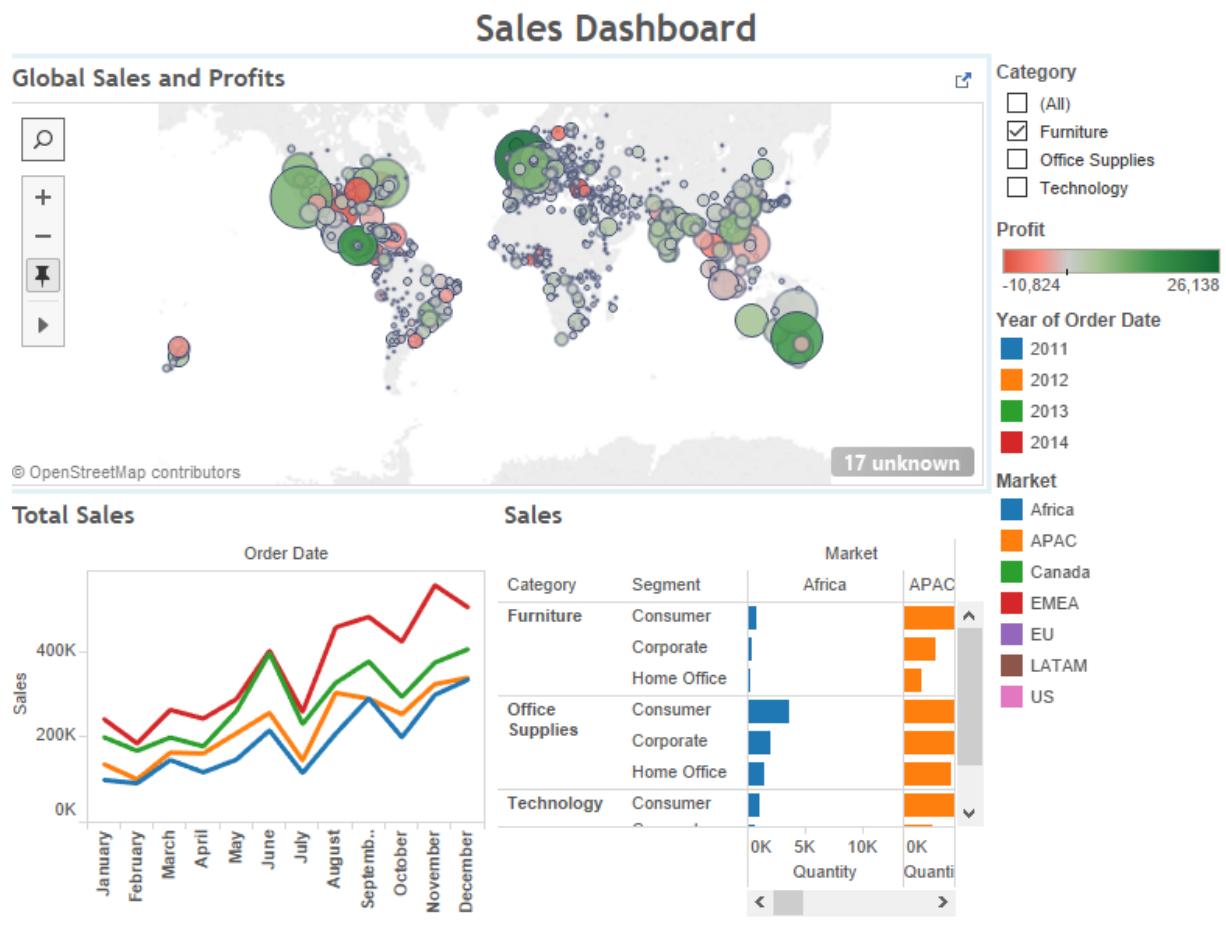 Sales Dashboard
Global Sales and Profits
© OpenStreetMap contributors
17 unknown
Category
(All)
Furniture
Office Supplies
Technology
Profit
-10,824 26,138
Year of Order Date
2011
2012
2013
2014
Market
Africa
APAC
Canada
EMEA
EU
LATAM
US
Total Sales
Order Date
Sales
400K
200K
0K
January
February
March
April
May
June
July
August
Septemb..
October
November
December
Sales
Market
Category Segment Africa APAC
Furniture Consumer
Corporate
Home Office
Office Supplies Consumer
Corporate
Home Office
Technology Consumer
0K 5K 10K 0K
Quantity Quanti